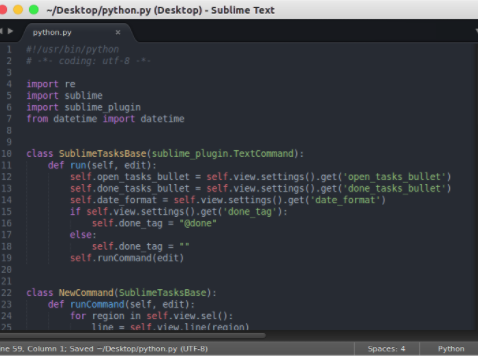 ~/Desktop/python.py (Desktop) - Sublime Text
python.py ×
1 #!/usr/bin/python
2 # -*- coding: utf-8 -*-
3
4 import re
5 import sublime
6 import sublime_plugin
7 from datetime import datetime
8
9
10 class SublimeTasksBase(sublime_plugin.TextCommand):
11 def run(self, edit):
12 self.open_tasks_bullet = self.view.settings().get('open_tasks_bullet')
13 self.done_tasks_bullet = self.view.settings().get('done_tasks_bullet')
14 self.date_format = self.view.settings().get('date_format')
15 if self.view.settings().get('done_tag'):
16 self.done_tag = "@done"
17 else:
18 self.done_tag = ""
19 self.runCommand(edit)
20
21
22 class NewCommand(SublimeTasksBase):
23 def runCommand(self, edit):
24 for region in self.view.sel():
25 line = self.view.line(region)
ne 59, Column 1; Saved ~/Desktop/python.py (UTF-8) Spaces: 4 Python